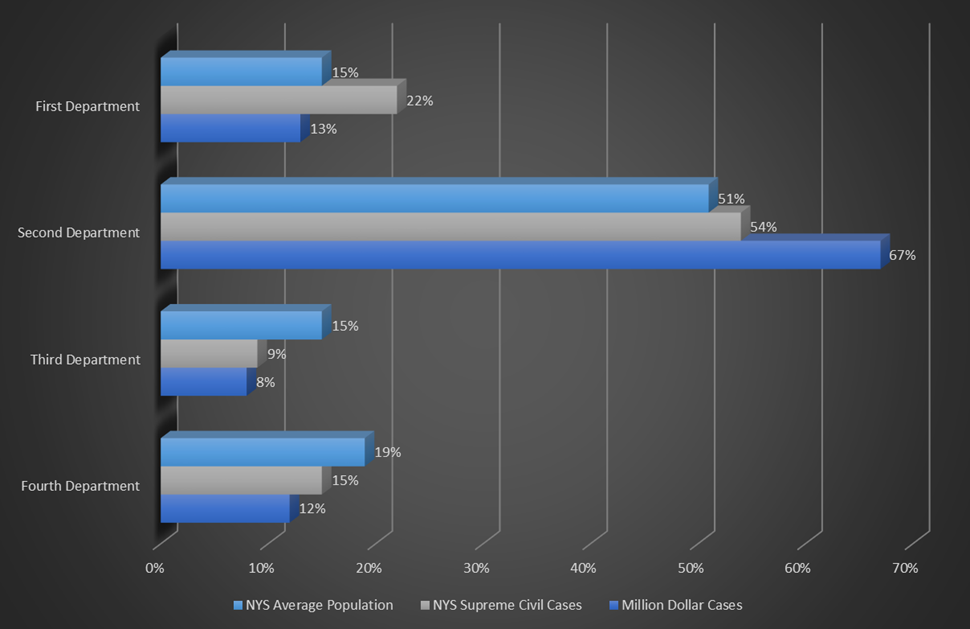 15%
First Department
22%
13%
51%
Second Department
54%
67%
15%
Third Department
9%
8%
19%
Fourth Department
15%
12%
0% 10% 20% 30% 40% 50% 60% 70%
NYS Average Population NYS Supreme Civil Cases Million Dollar Cases